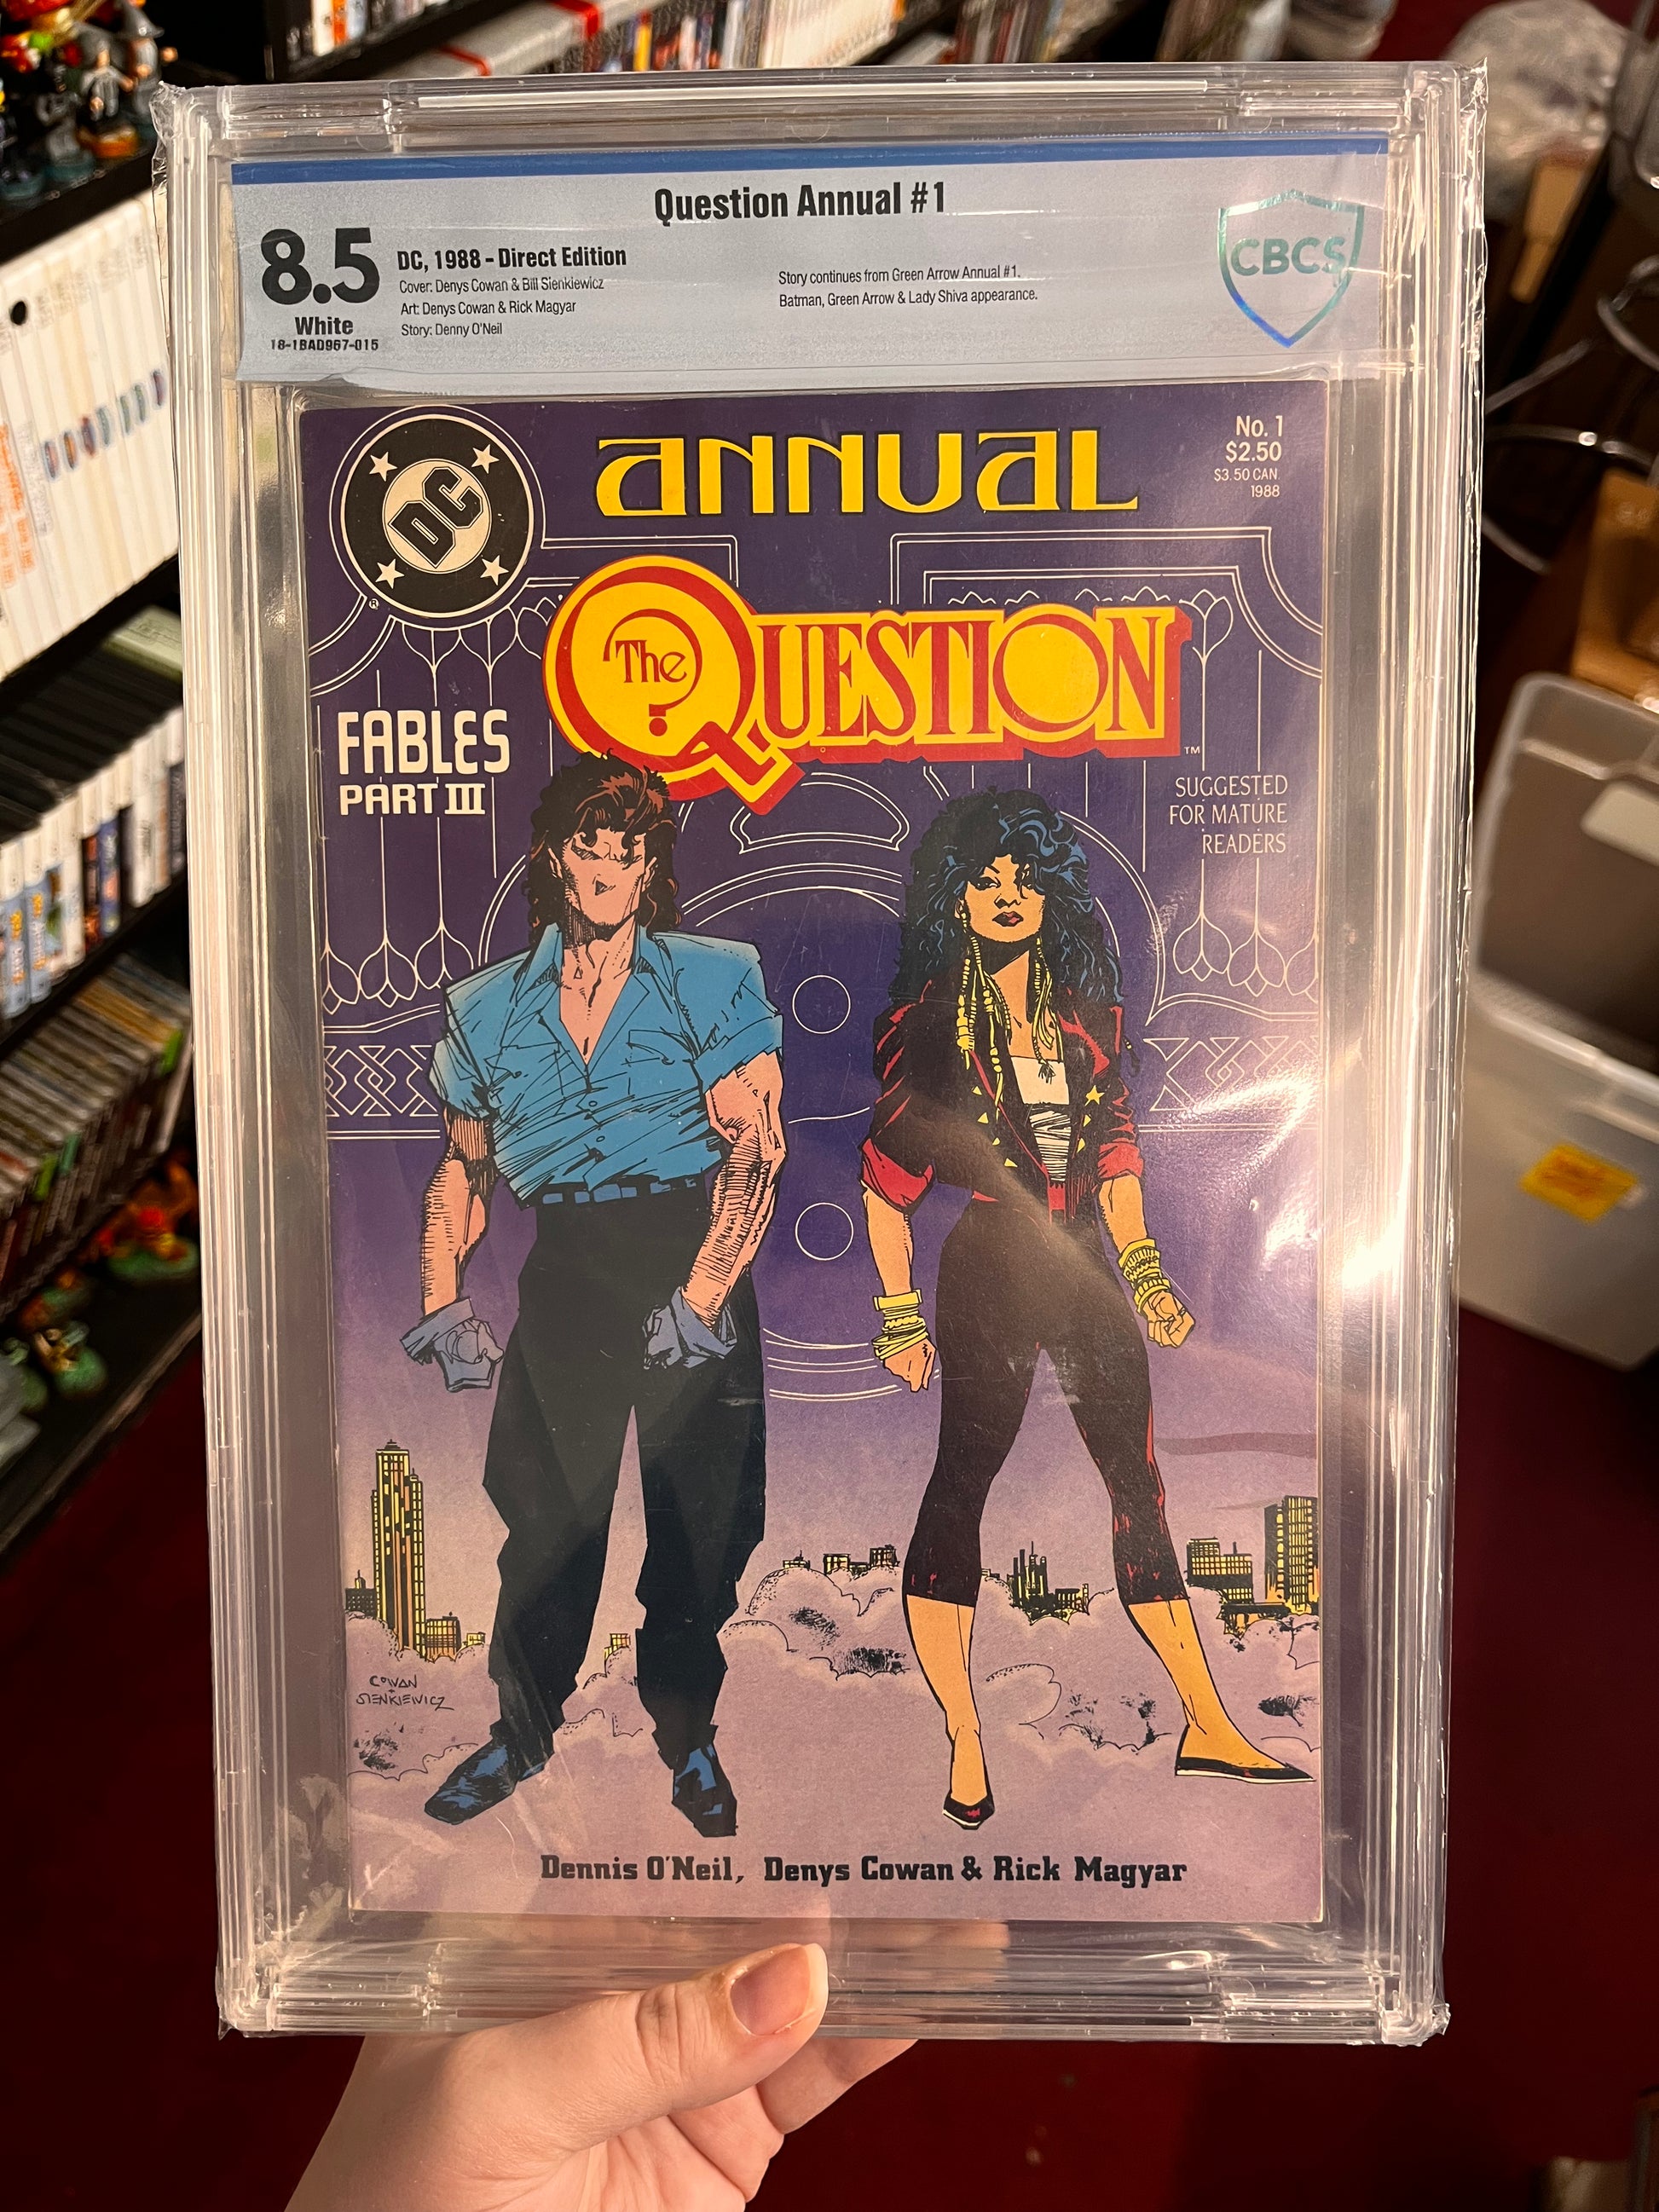 Question Annual #1
8.5
White
18-1BAD967-015
DC, 1988 – Direct Edition
Cover: Denys Cowan & Bill Sienkiewicz
Art: Denys Cowan & Rick Magyar
Story: Denny O'Neil
Story continues from Green Arrow Annual #1.
Batman, Green Arrow & Lady Shiva appearance.
CBCS
DC
®
ANNUAL
No. 1
$2.50
$3.50 CAN.
1988
The QUESTION
TM
FABLES
PART III
SUGGESTED
FOR MATURE
READERS
COWAN
+
SIENKIEWICZ
Dennis O'Neil, Denys Cowan & Rick Magyar